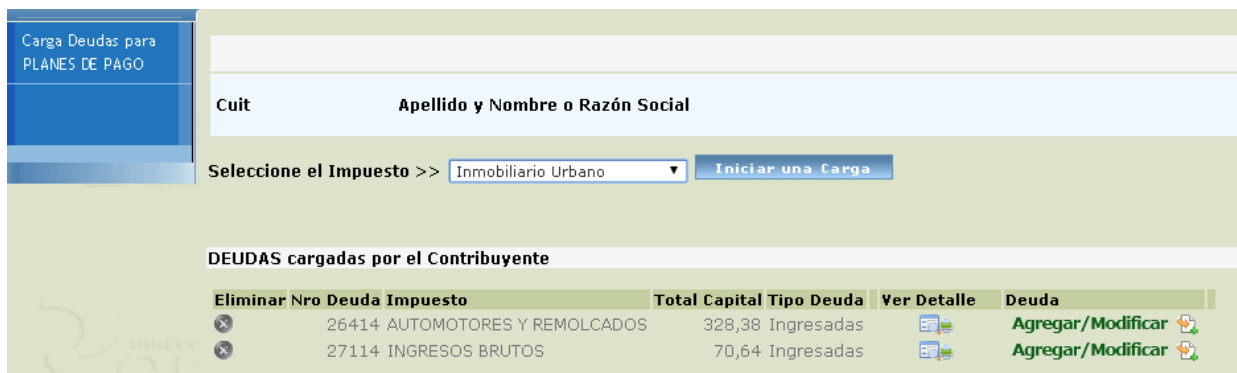 Carga Deudas para
PLANES DE PAGO
Cuit Apellido y Nombre o Razón Social
Seleccione el Impuesto >> Inmobiliario Urbano Iniciar una Carga
DEUDAS cargadas por el Contribuyente
Eliminar Nro Deuda Impuesto Total Capital Tipo Deuda Ver Detalle Deuda
26414 AUTOMOTORES Y REMOLCADOS 328,38 Ingresadas Agregar/Modificar
27114 INGRESOS BRUTOS 70,64 Ingresadas Agregar/Modificar